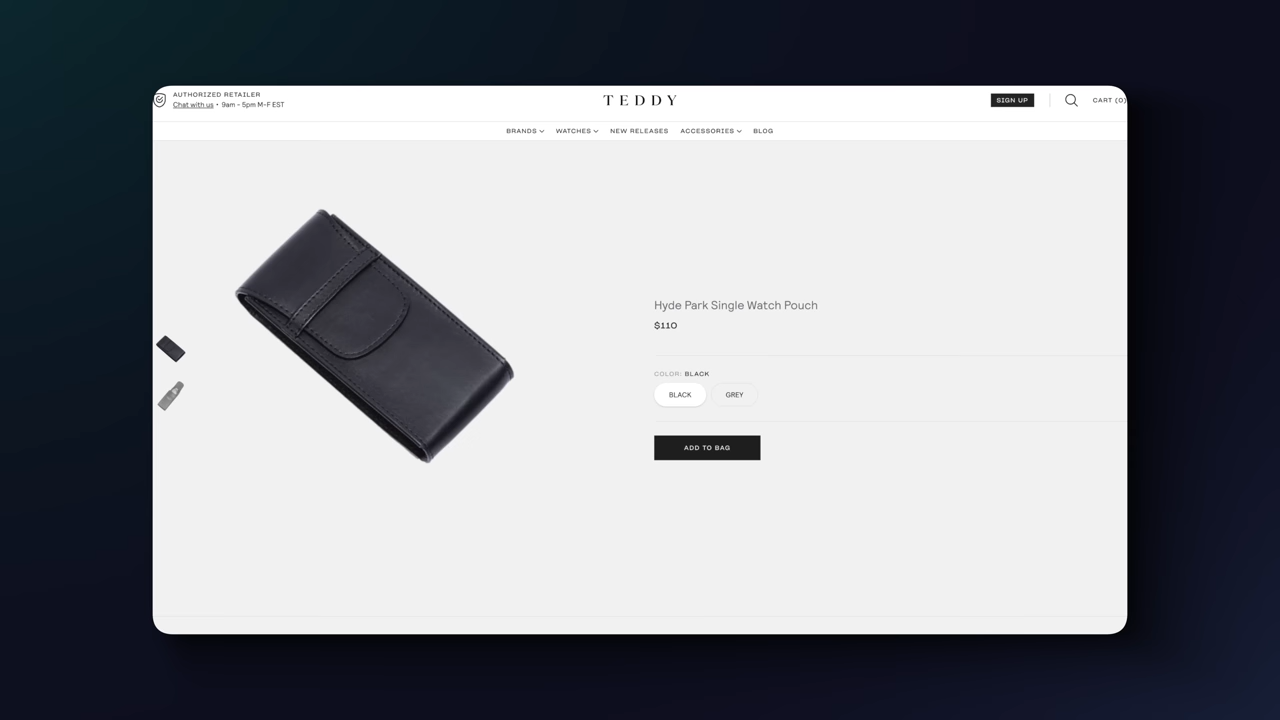 AUTHORIZED RETAILER
Chat with us • 9am - 5pm M-F EST
TEDDY
SIGN UP
CART (0)
BRANDS WATCHES NEW RELEASES ACCESSORIES BLOG
Hyde Park Single Watch Pouch
$110
COLOR: BLACK
BLACK GREY
ADD TO BAG